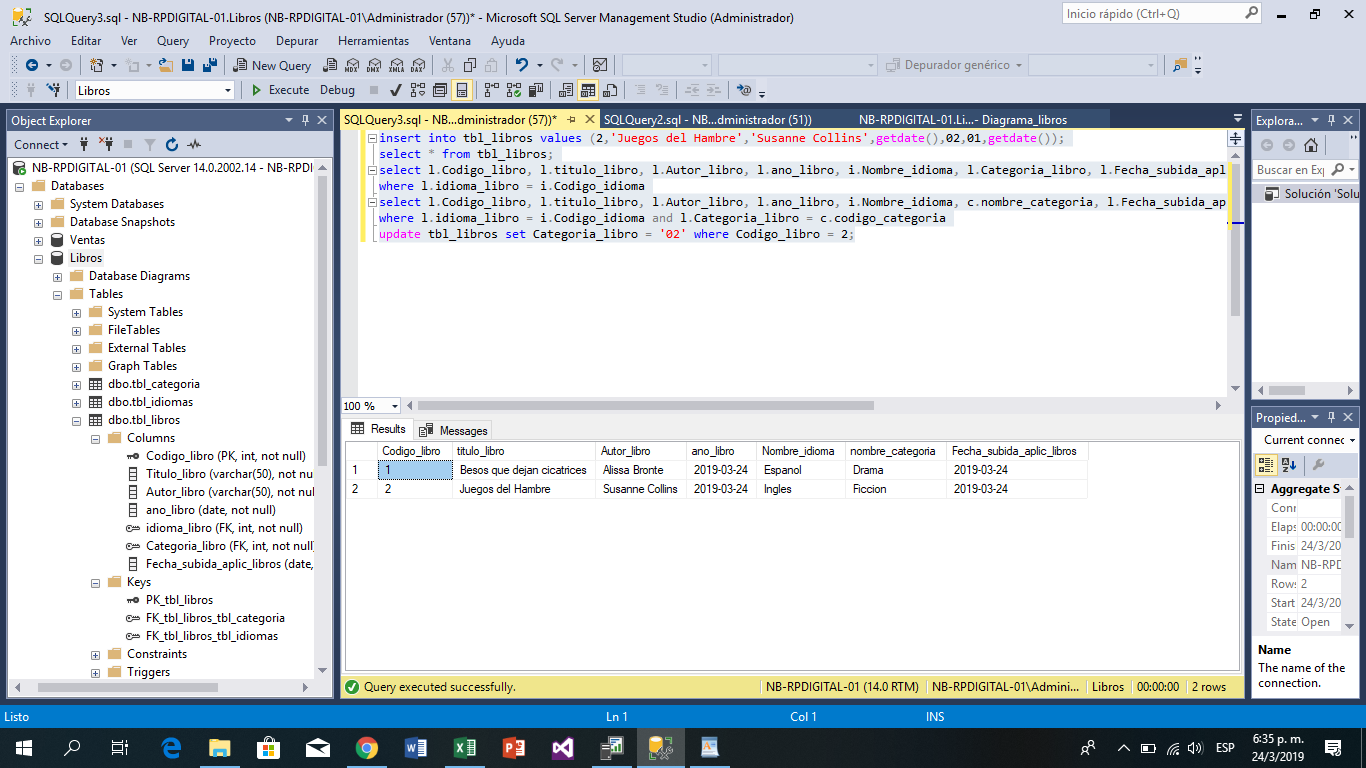 SQLQuery3.sql - NB-RPDIGITAL-01.Libros (NB-RPDIGITAL-01\Administrador (57))* - Microsoft SQL Server Management Studio (Administrador)
Inicio rápido (Ctrl+Q)
Archivo Editar Ver Query Proyecto Depurar Herramientas Ventana Ayuda
New Query MDX DMX XMLA DAX Depurador genérico
Libros Execute Debug
Object Explorer
Connect
NB-RPDIGITAL-01 (SQL Server 14.0.2002.14 - NB-RPDI
Databases
System Databases
Database Snapshots
Ventas
Libros
Database Diagrams
Tables
System Tables
FileTables
External Tables
Graph Tables
dbo.tbl_categoria
dbo.tbl_idiomas
dbo.tbl_libros
Columns
Codigo_libro (PK, int, not null)
Titulo_libro (varchar(50), not nul
Autor_libro (varchar(50), not nu
ano_libro (date, not null)
idioma_libro (FK, int, not null)
Categoria_libro (FK, int, not null
Fecha_subida_aplic_libros (date,
Keys
PK_tbl_libros
FK_tbl_libros_tbl_categoria
FK_tbl_libros_tbl_idiomas
Constraints
Triggers
SQLQuery3.sql - NB...dministrador (57))* SQLQuery2.sql - NB...dministrador (51)) NB-RPDIGITAL-01.Li...- Diagrama_libros
insert into tbl_libros values (2,'Juegos del Hambre','Susanne Collins',getdate(),02,01,getdate());
select * from tbl_libros;
select l.Codigo_libro, l.titulo_libro, l.Autor_libro, l.ano_libro, i.Nombre_idioma, l.Categoria_libro, l.Fecha_subida_apl
where l.idioma_libro = i.Codigo_idioma
select l.Codigo_libro, l.titulo_libro, l.Autor_libro, l.ano_libro, i.Nombre_idioma, c.nombre_categoria, l.Fecha_subida_ap
where l.idioma_libro = i.Codigo_idioma and l.Categoria_libro = c.codigo_categoria
update tbl_libros set Categoria_libro = '02' where Codigo_libro = 2;
100 %
Results Messages
Codigo_libro titulo_libro Autor_libro ano_libro Nombre_idioma nombre_categoria Fecha_subida_aplic_libros
1 1 Besos que dejan cicatrices Alissa Bronte 2019-03-24 Espanol Drama 2019-03-24
2 2 Juegos del Hambre Susanne Collins 2019-03-24 Ingles Ficcion 2019-03-24
Query executed successfully. NB-RPDIGITAL-01 (14.0 RTM) NB-RPDIGITAL-01\Admini... Libros 00:00:00 2 rows
Explora...
Buscar en Exp
Solución 'Solu
Propied...
Current connec
Aggregate S
Conr
Elaps 00:00:00
Finis 24/3/20
Nam NB-RPD
Rows 2
Start 24/3/20
State Open
Name
The name of the
connection.
Listo Ln 1 Col 1 INS
ESP
6:35 p. m.
24/3/2019